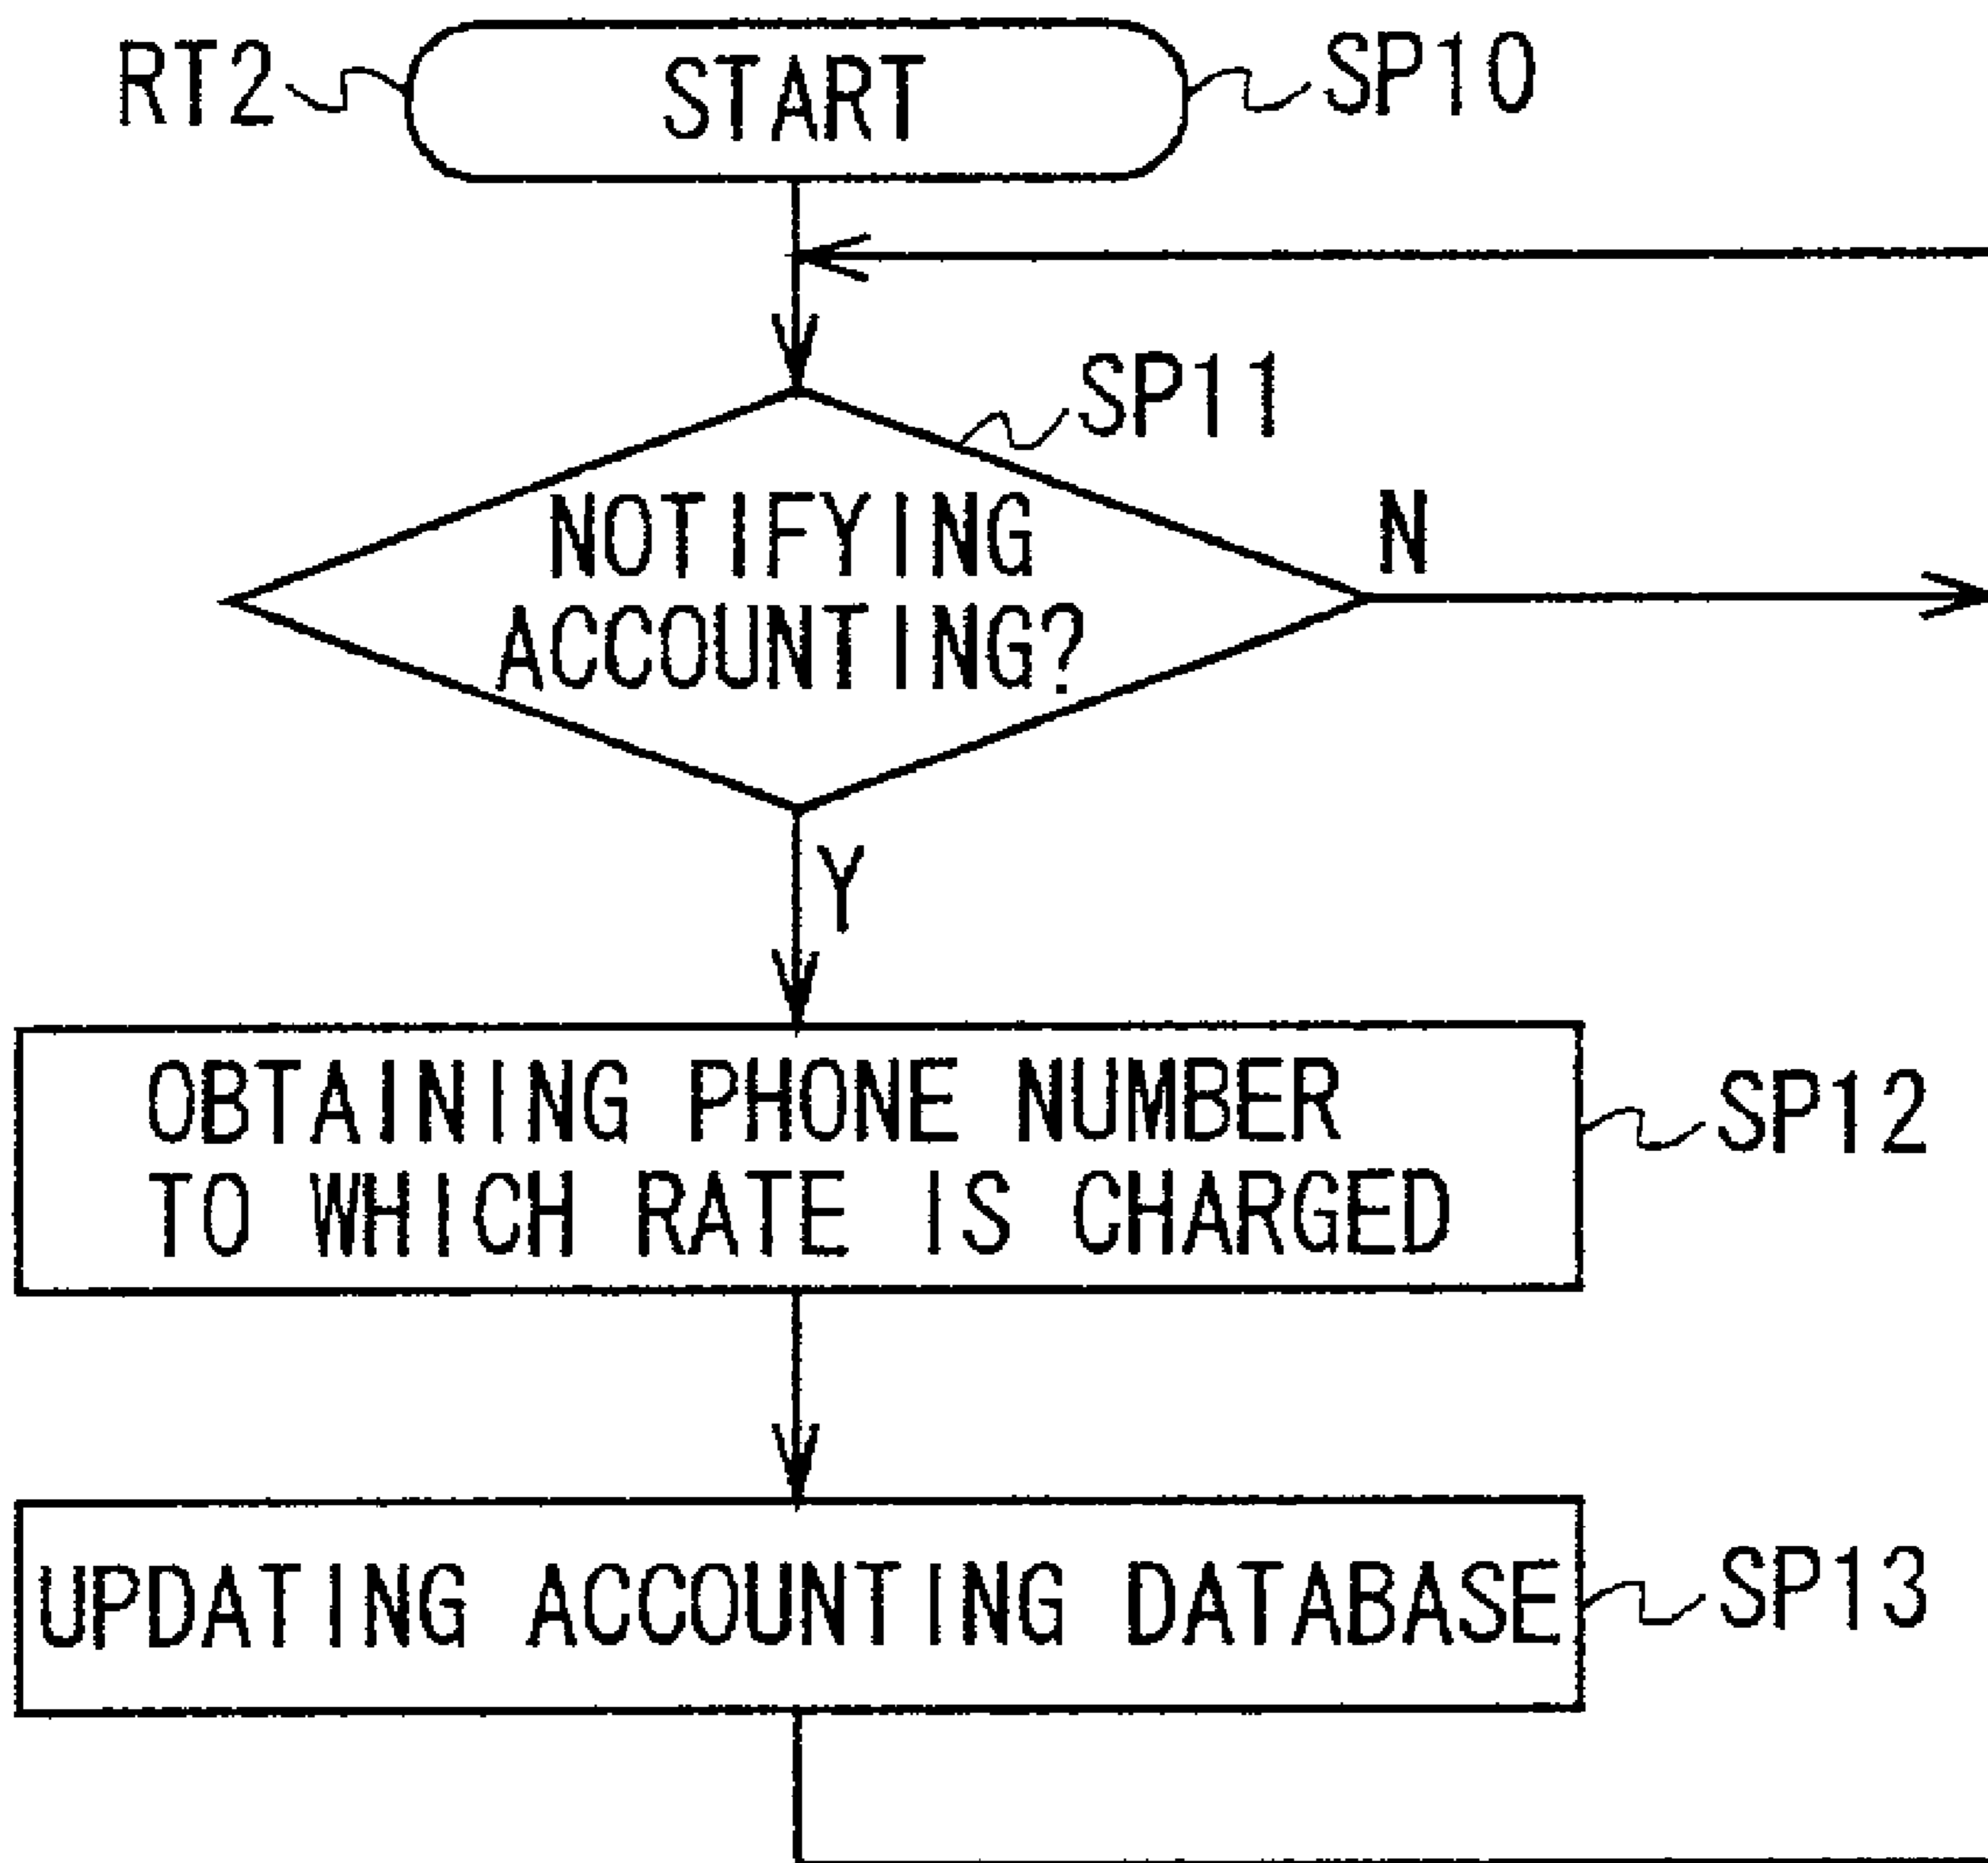 RT2
START
SP10
SP11
NOTIFYING
ACCOUNTING?
N
Y
OBTAINING PHONE NUMBER
TO WHICH RATE IS CHARGED
SP12
UPDATING ACCOUNTING DATABASE
SP13